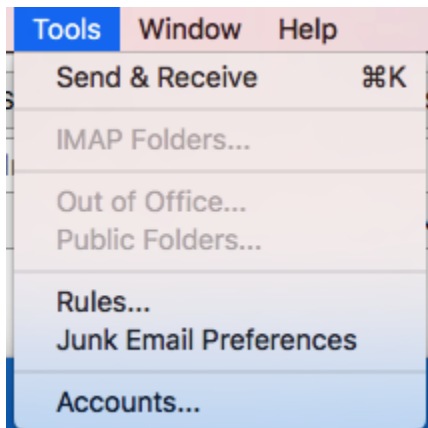 Tools Window Help
Send & Receive ⌘K
IMAP Folders...
Out of Office...
Public Folders...
Rules...
Junk Email Preferences
Accounts...